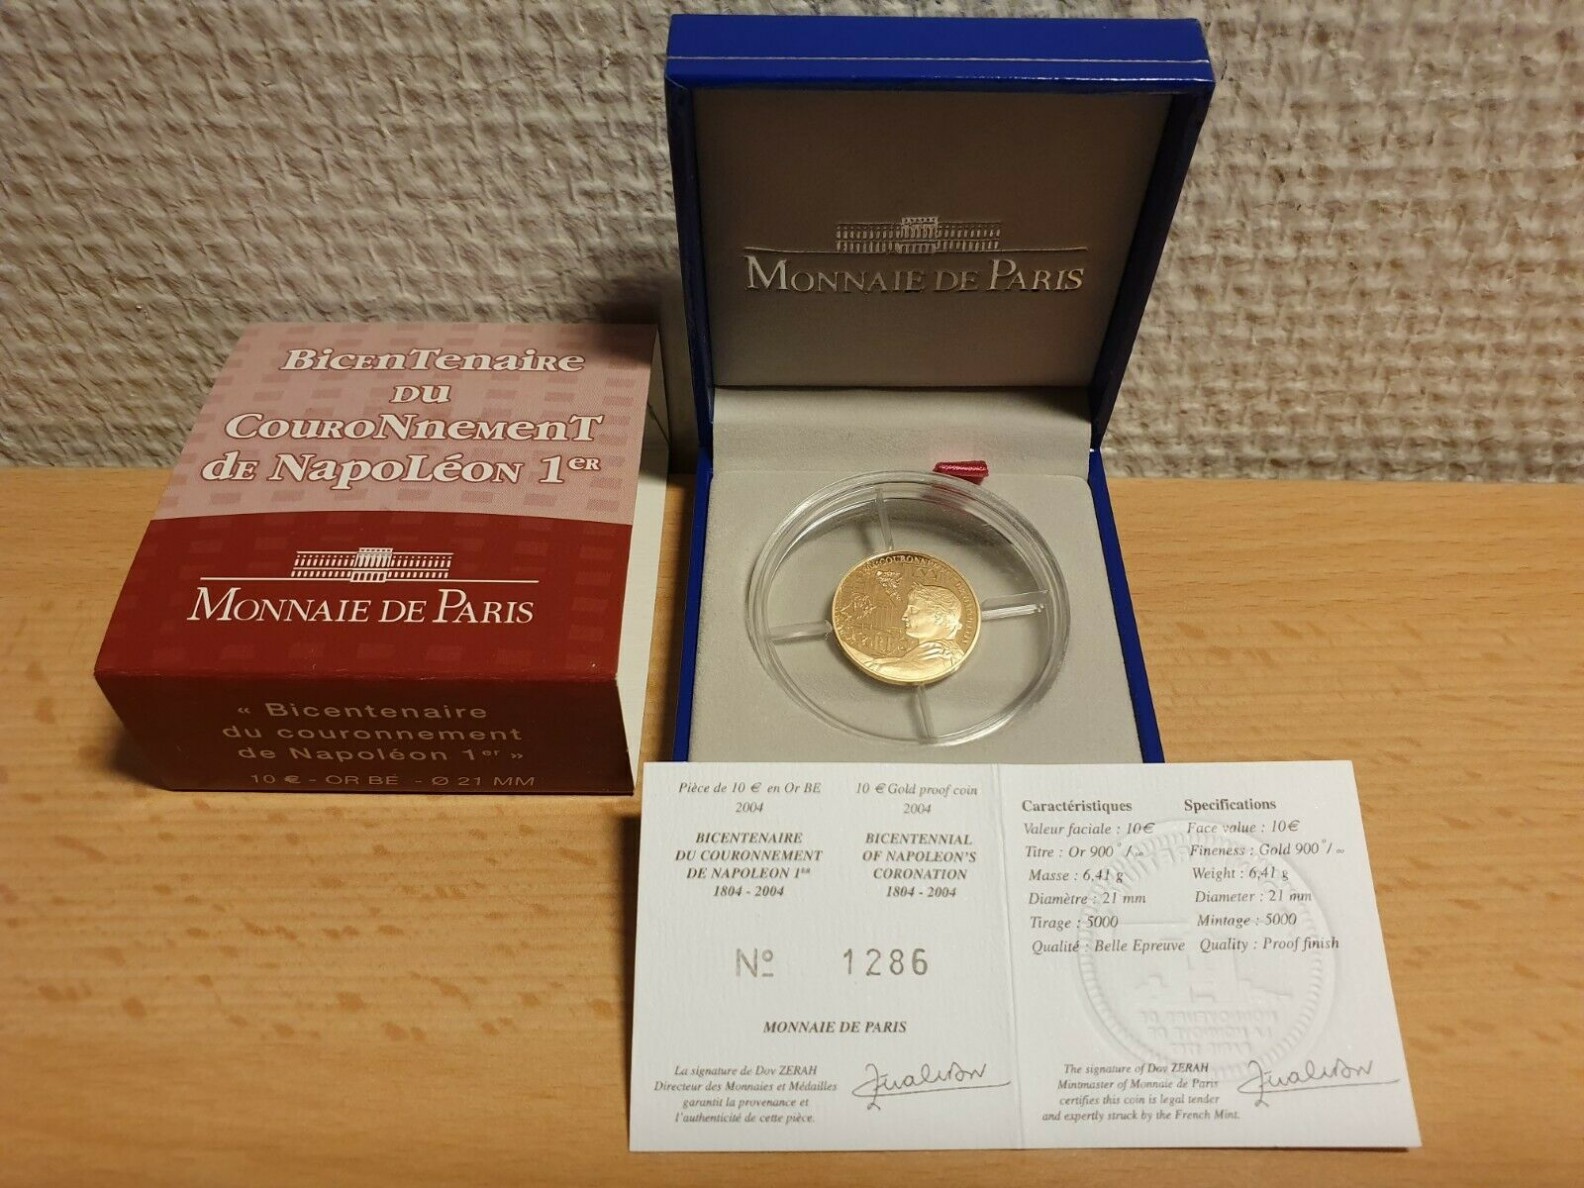 BicenTenaire
du
CouroNnemenT
de Napoléon 1er
MONNAIE DE PARIS
« Bicentenaire
du couronnement
de Napoléon 1er »
10 € - OR BE - Ø 21 MM
MONNAIE DE PARIS
COURONNEMENT
Pièce de 10 € en Or BE
2004
BICENTENAIRE
DU COURONNEMENT
DE NAPOLEON 1ER
1804 - 2004
10 € Gold proof coin
2004
BICENTENNIAL
OF NAPOLEON'S
CORONATION
1804 - 2004
Nº 1286
MONNAIE DE PARIS
La signature de Dov ZERAH
Directeur des Monnaies et Médailles
garantit la provenance et
l'authenticité de cette pièce.
Caractéristiques
Valeur faciale : 10€
Titre : Or 900 °/∞
Masse : 6,41 g
Diamètre : 21 mm
Tirage : 5000
Qualité : Belle Epreuve
Specifications
Face value : 10€
Fineness : Gold 900 °/∞
Weight : 6,41 g
Diameter : 21 mm
Mintage : 5000
Quality : Proof finish
The signature of Dov ZERAH
Mintmaster of Monnaie de Paris
certifies this coin is legal tender
and expertly struck by the French Mint.